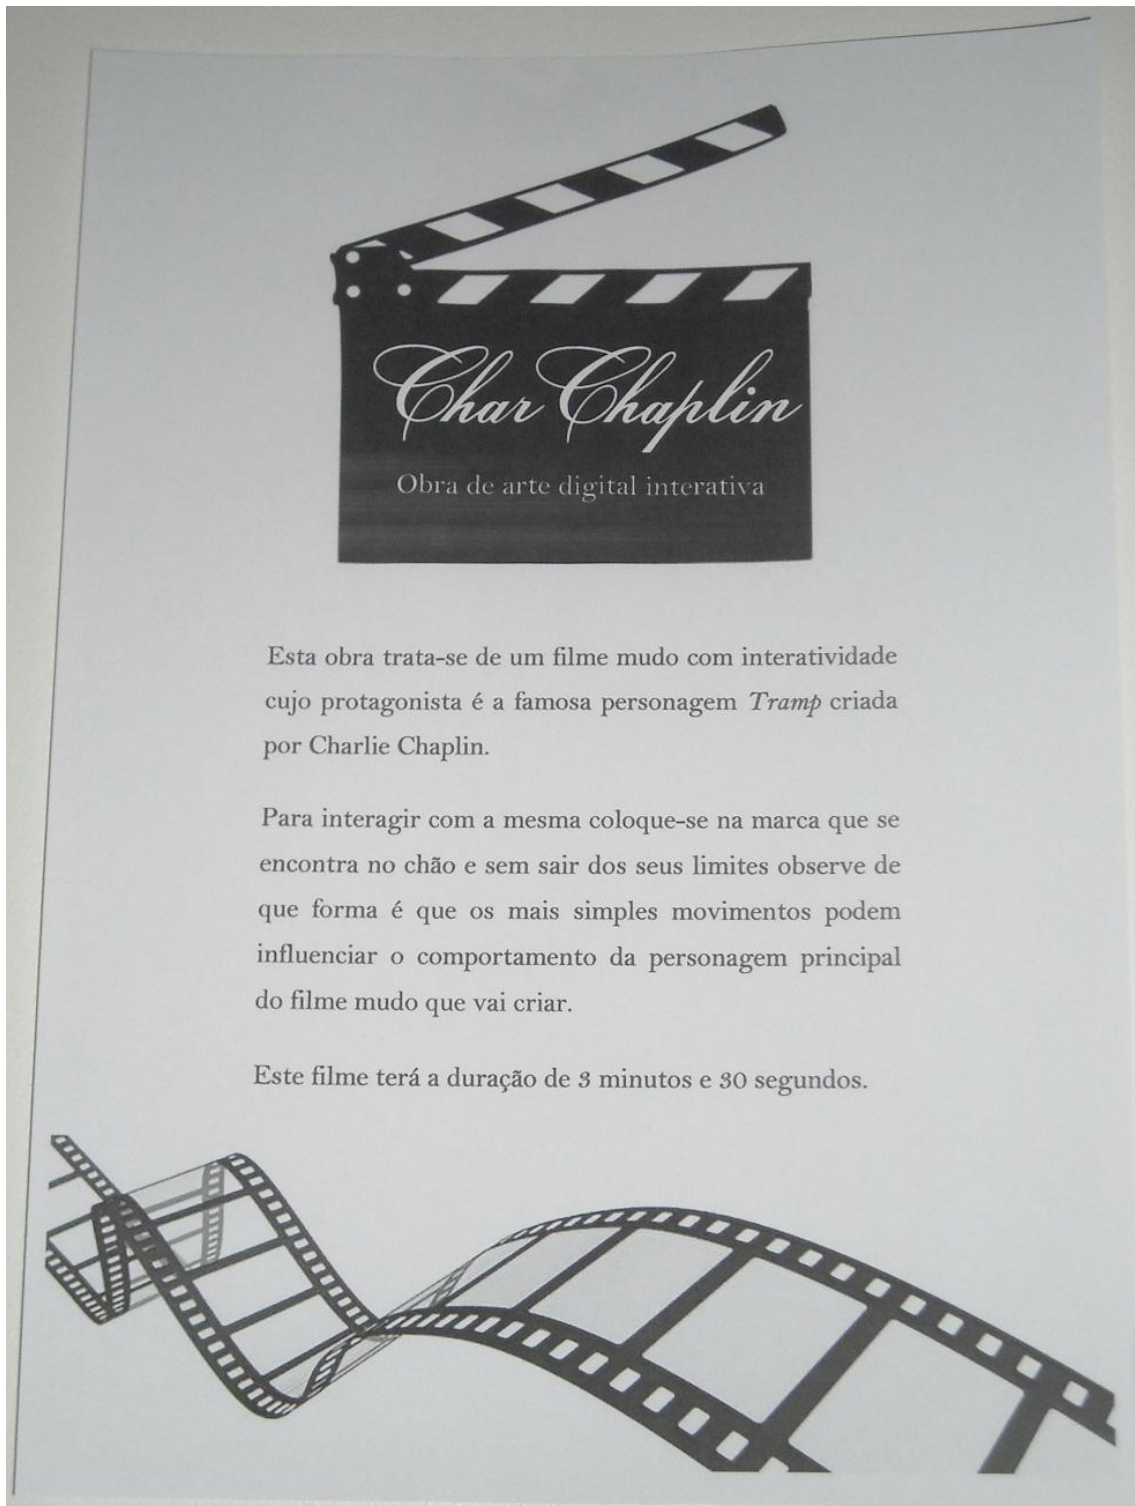 Char Chaplin
Obra de arte digital interativa
Esta obra trata-se de um filme mudo com interatividade
cujo protagonista é a famosa personagem Tramp criada
por Charlie Chaplin.
Para interagir com a mesma coloque-se na marca que se
encontra no chão e sem sair dos seus limites observe de
que forma é que os mais simples movimentos podem
influenciar o comportamento da personagem principal
do filme mudo que vai criar.
Este filme terá a duração de 3 minutos e 30 segundos.